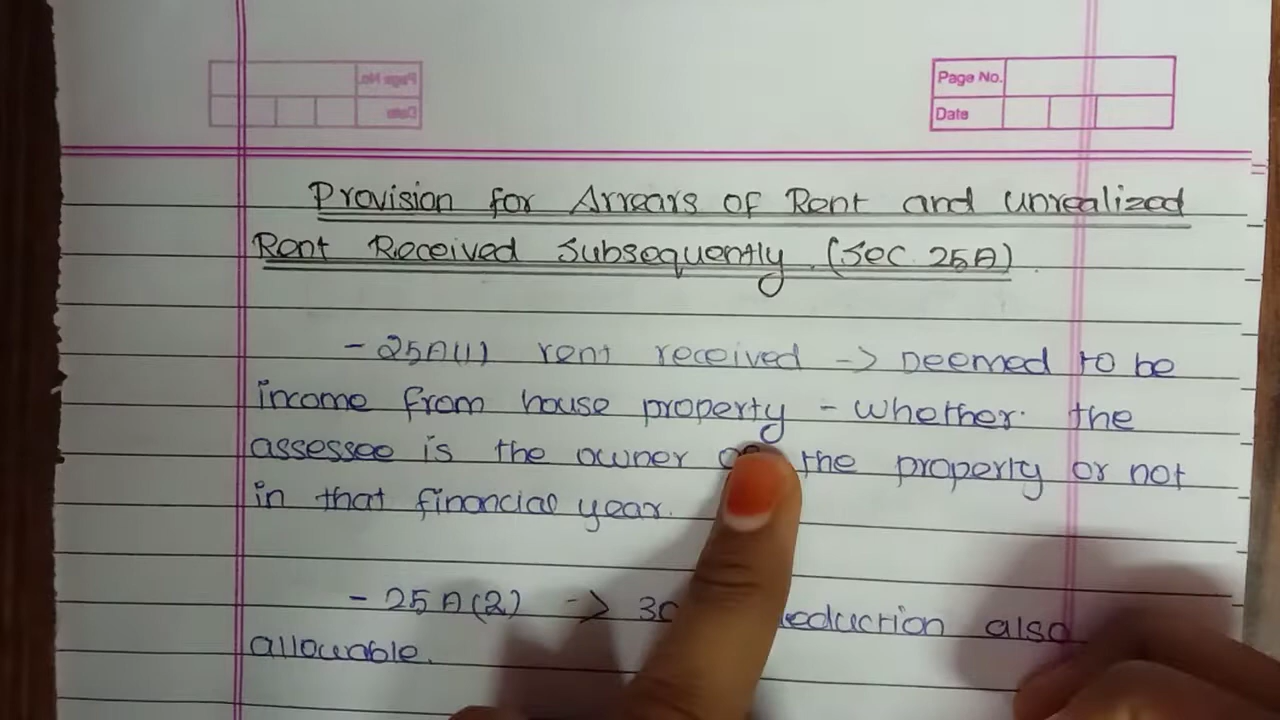 Page No.
Date
Provision for Arrears of Rent and unrealized
Rent Received Subsequently. (Sec 25A).
- 25A(1) rent received -> Deemed to be
income from house property - whether the
assessee is the owner the property or not
in that financial year.
- 25A(2) -> also
allowable.